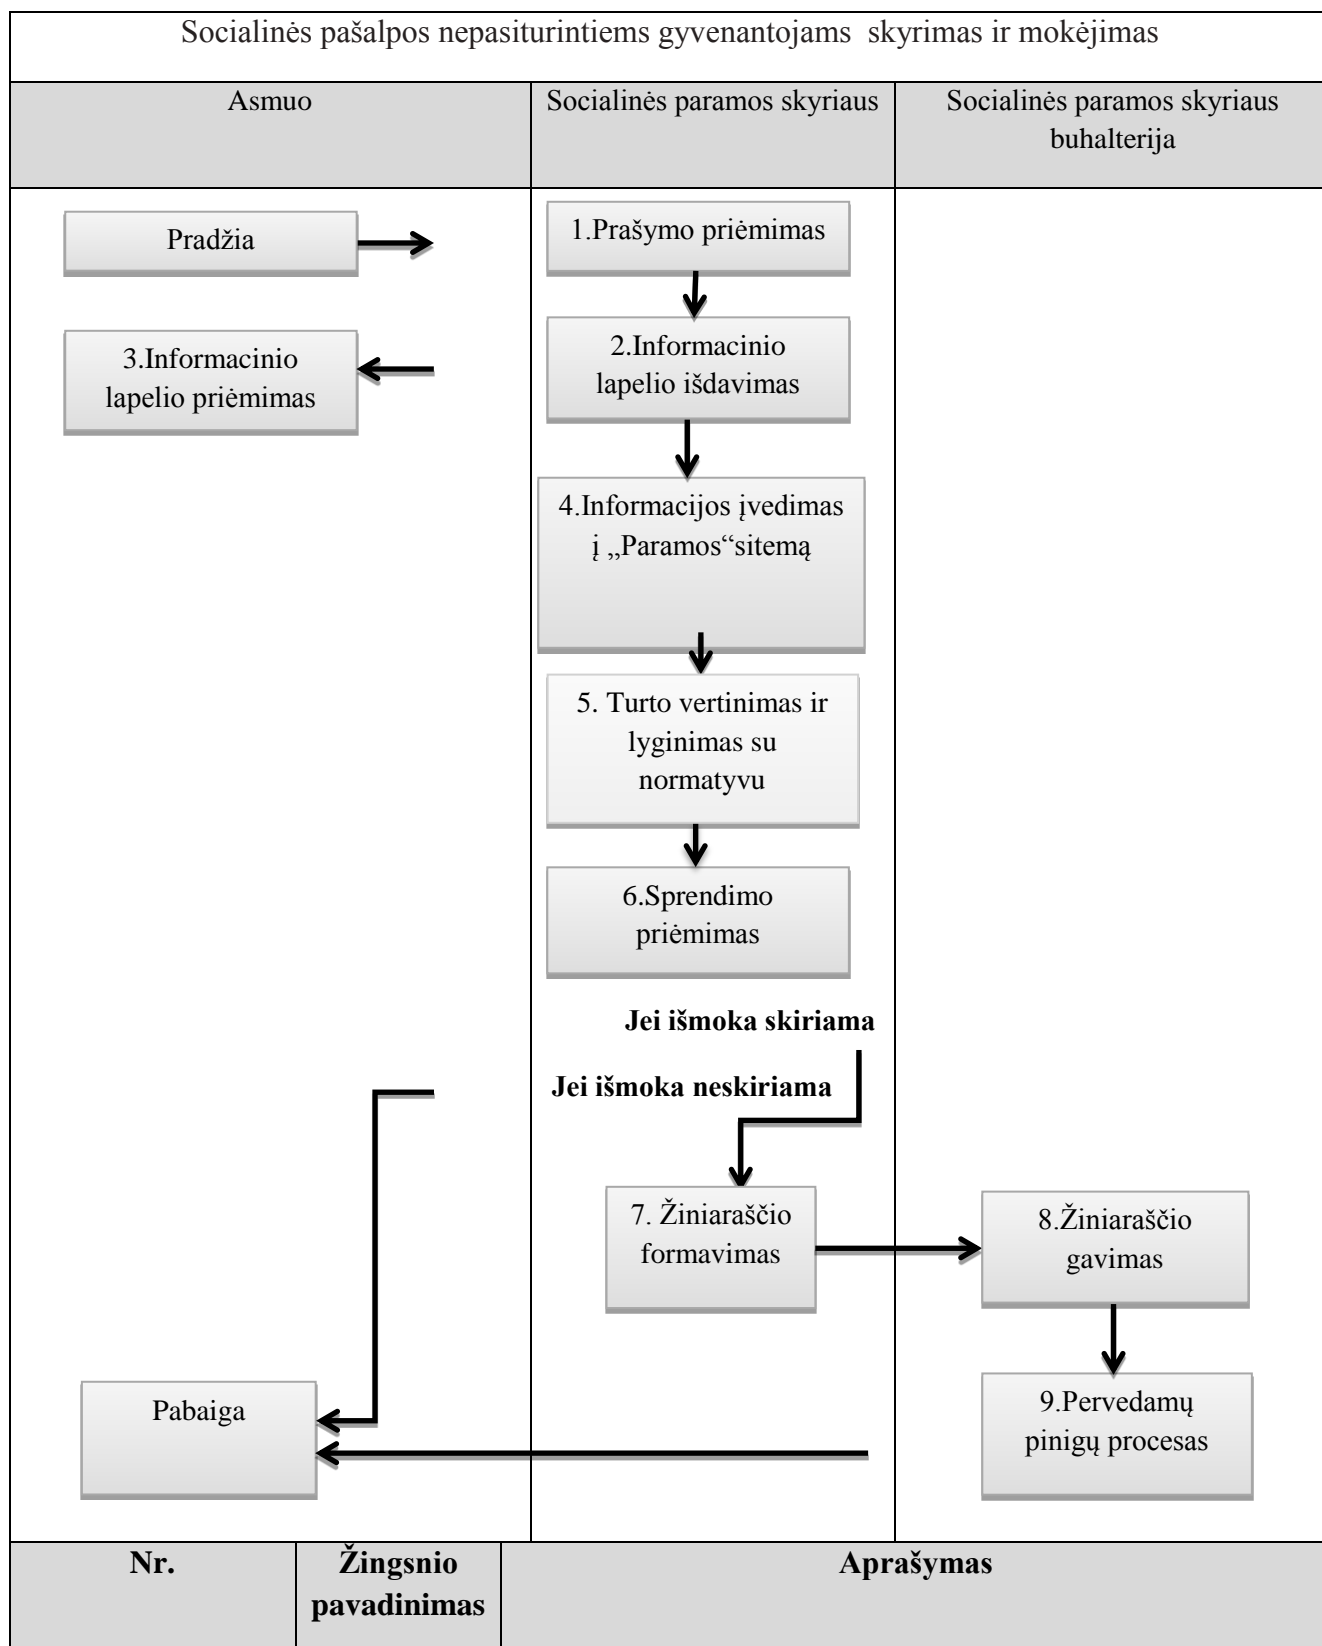 Socialinės pašalpos nepasiturintiems gyvenantojams skyrimas ir mokėjimas
Asmuo
Socialinės paramos skyriaus
Socialinės paramos skyriaus
buhalterija
Pradžia
1.Prašymo priėmimas
3.Informacinio
lapelio priėmimas
2.Informacinio
lapelio išdavimas
4.Informacijos įvedimas
į „Paramos“sitemą
5. Turto vertinimas ir
lyginimas su
normatyvu
6.Sprendimo
priėmimas
Jei išmoka skiriama
Jei išmoka neskiriama
7. Žiniaraščio
formavimas
8.Žiniaraščio
gavimas
Pabaiga
9.Pervedamų
pinigų procesas
Nr.
Žingsnio
pavadinimas
Aprašymas